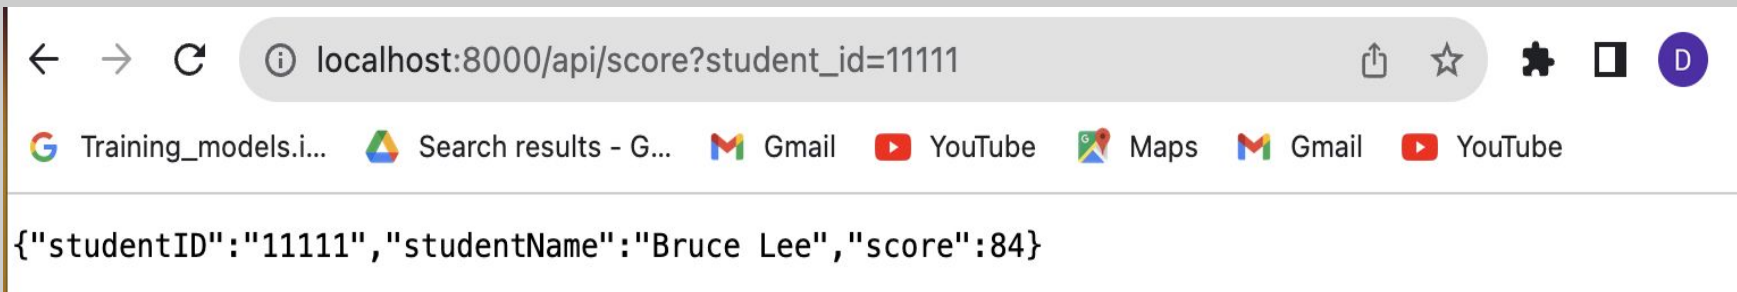 localhost:8000/api/score?student_id=11111
D
Training_models.i... Search results - G... Gmail YouTube Maps Gmail YouTube
{"studentID":"11111","studentName":"Bruce Lee","score":84}